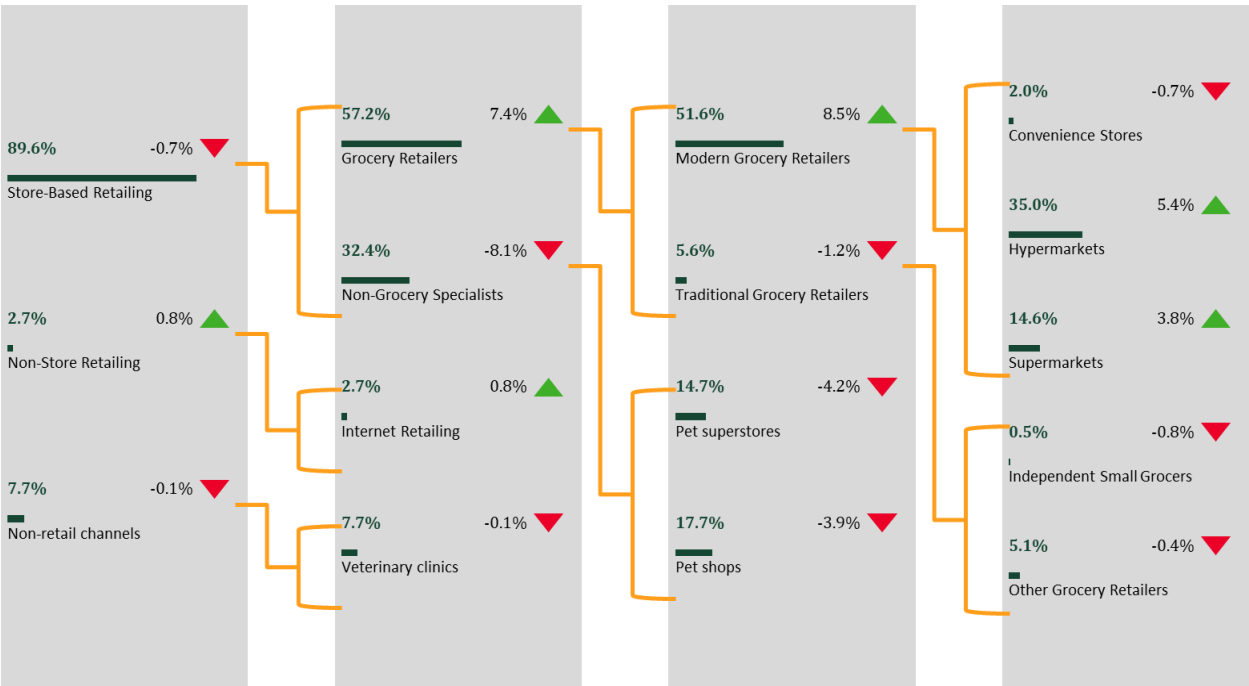 89.6% -0.7%
Store-Based Retailing
2.7% 0.8%
Non-Store Retailing
7.7% -0.1%
Non-retail channels
57.2% 7.4%
Grocery Retailers
32.4% -8.1%
Non-Grocery Specialists
2.7% 0.8%
Internet Retailing
7.7% -0.1%
Veterinary clinics
51.6% 8.5%
Modern Grocery Retailers
5.6% -1.2%
Traditional Grocery Retailers
14.7% -4.2%
Pet superstores
17.7% -3.9%
Pet shops
2.0% -0.7%
Convenience Stores
35.0% 5.4%
Hypermarkets
14.6% 3.8%
Supermarkets
0.5% -0.8%
Independent Small Grocers
5.1% -0.4%
Other Grocery Retailers